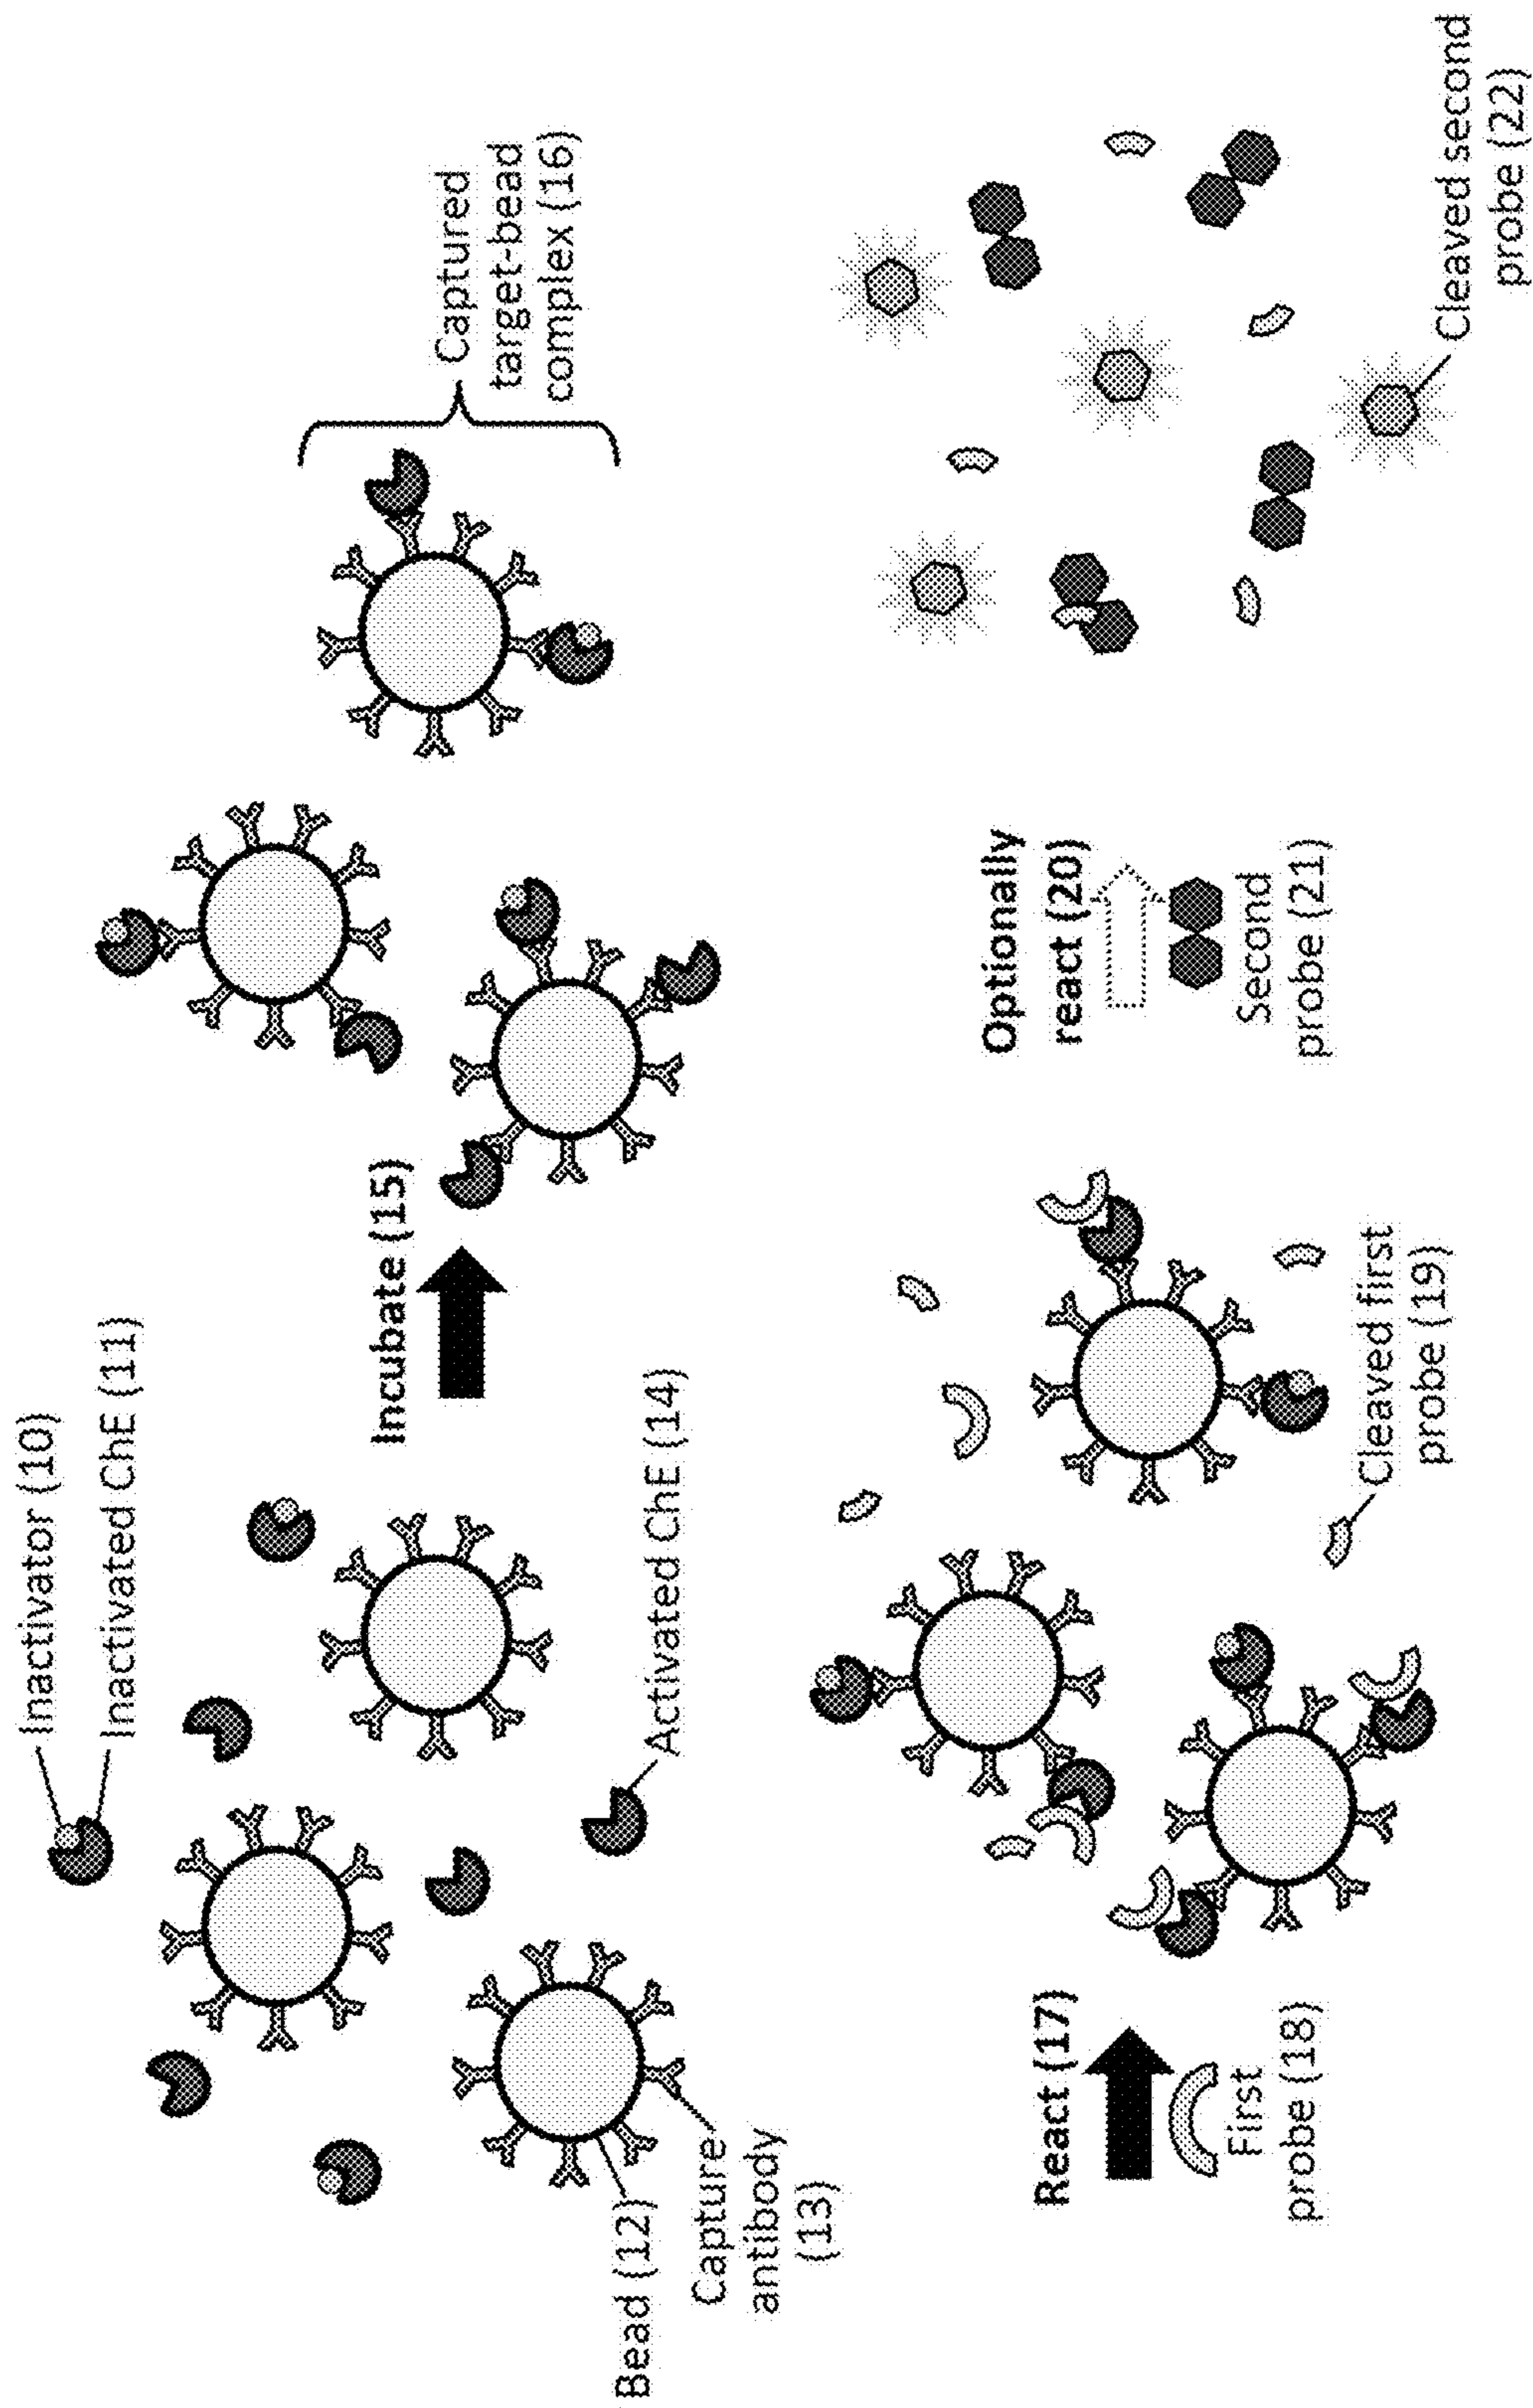 Inactivator (10)
Inactivated ChE (11)
Bead (12)
Capture
antibody
(13)
Activated ChE (14)
Incubate (15)
Captured
target-bead
complex (16)
React (17)
First
probe (18)
Cleaved first
probe (19)
Optionally
react (20)
Second
probe (21)
Cleaved second
probe (22)